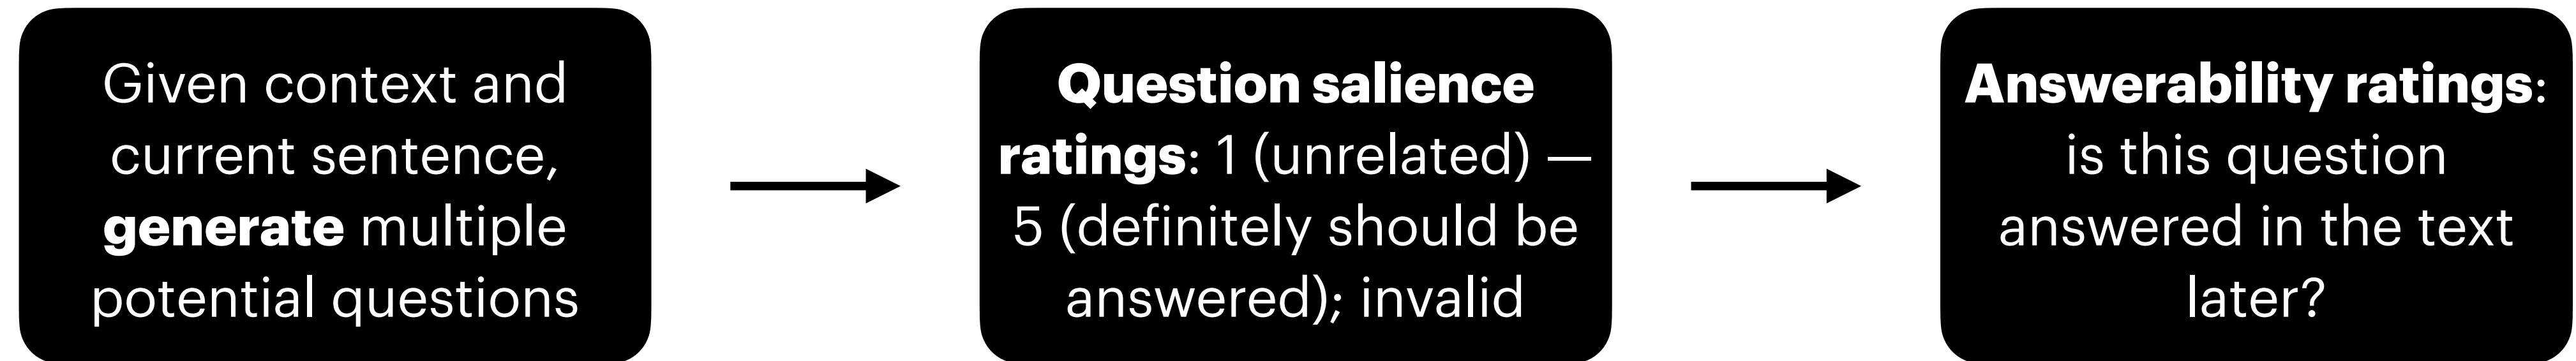 Given context and
current sentence,
generate multiple
potential questions
Question salience
ratings: 1 (unrelated) —
5 (definitely should be
answered); invalid
Answerability ratings:
is this question
answered in the text
later?